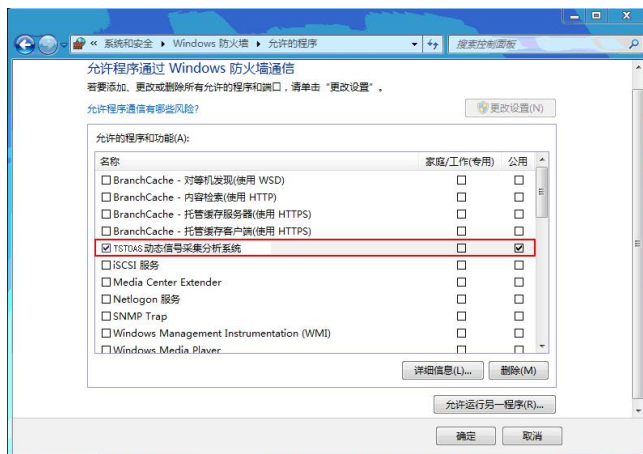 « 系统和安全 ▸ Windows 防火墙 ▸ 允许的程序
搜索控制面板
允许程序通过 Windows 防火墙通信
若要添加、更改或删除所有允许的程序和端口，请单击“更改设置”。
允许程序通信有哪些风险?
更改设置(N)
允许的程序和功能(A):
名称 家庭/工作(专用) 公用
BranchCache - 对等机发现(使用 WSD)
BranchCache - 内容检索(使用 HTTP)
BranchCache - 托管缓存服务器(使用 HTTPS)
BranchCache - 托管缓存客户端(使用 HTTPS)
TSTDAS 动态信号采集分析系统
iSCSI 服务
Media Center Extender
Netlogon 服务
SNMP Trap
Windows Management Instrumentation (WMI)
Windows Media Player
详细信息(L)... 删除(M)
允许运行另一程序(R)...
确定 取消